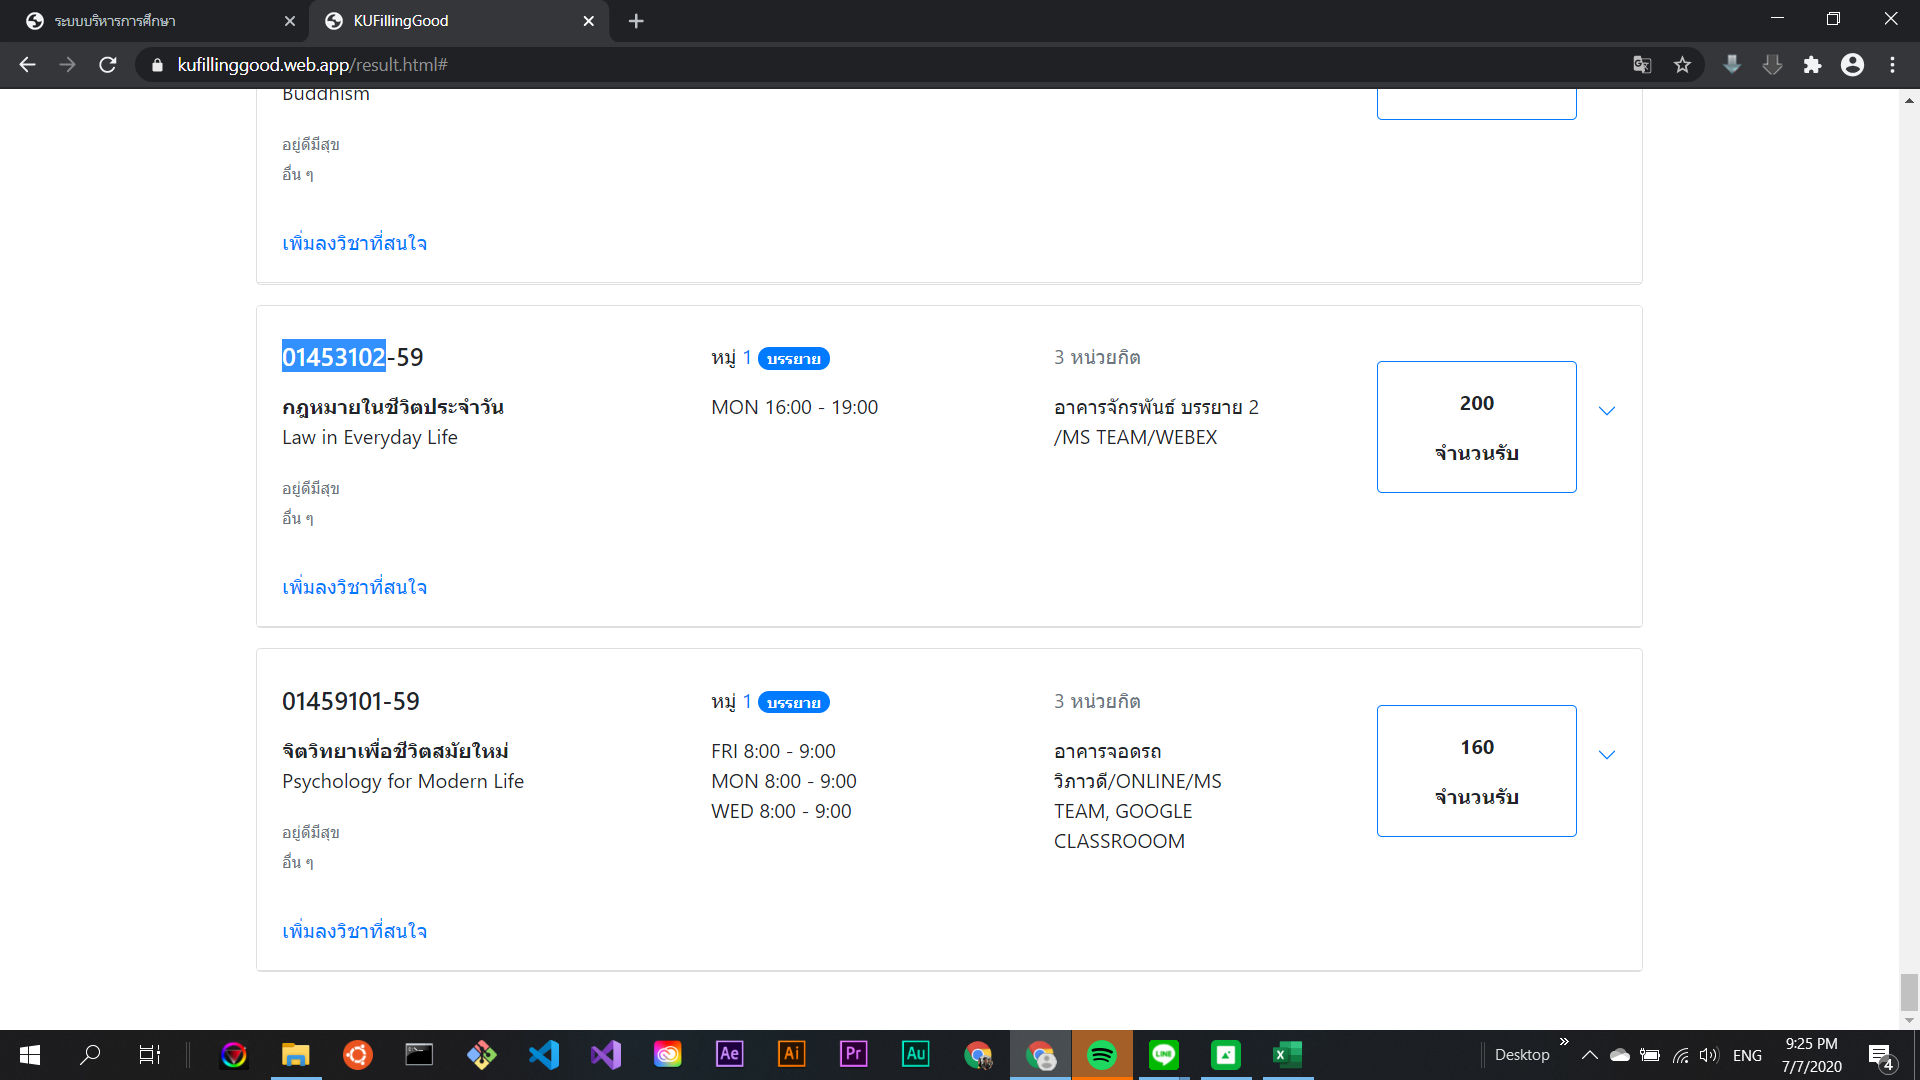 ระบบบริหารการศึกษา
KUFillingGood
kufillinggood.web.app/result.html#
Buddhism
อยู่ดีมีสุข
อื่น ๆ
เพิ่มลงวิชาที่สนใจ
01453102-59
หมู่ 1 บรรยาย
3 หน่วยกิต
กฎหมายในชีวิตประจำวัน
Law in Everyday Life
MON 16:00 - 19:00
อาคารจักรพันธ์ บรรยาย 2
/MS TEAM/WEBEX
200
จำนวนรับ
อยู่ดีมีสุข
อื่น ๆ
เพิ่มลงวิชาที่สนใจ
01459101-59
หมู่ 1 บรรยาย
3 หน่วยกิต
จิตวิทยาเพื่อชีวิตสมัยใหม่
Psychology for Modern Life
FRI 8:00 - 9:00
MON 8:00 - 9:00
WED 8:00 - 9:00
อาคารจอดรถ
วิภาวดี/ONLINE/MS
TEAM, GOOGLE
CLASSROOOM
160
จำนวนรับ
อยู่ดีมีสุข
อื่น ๆ
เพิ่มลงวิชาที่สนใจ
Ae
Ai
Pr
Au
LINE
X
Desktop
ENG
9:25 PM
7/7/2020
4